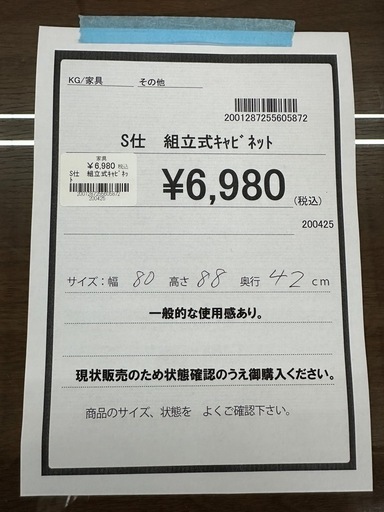 KG/家具 その他
2001287255605872
S仕 組立式ｷｬﾋﾞﾈｯﾄ
家具
¥6,980 税込
S仕 組立式ｷｬﾋﾞﾈｯ
ﾄ
2001287255605872
200425
¥6,980
(税込)
200425
サイズ:幅 80 高さ 88 奥行 42 cm
一般的な使用感あり。
現状販売のため状態確認のうえ御購入ください。
商品のサイズ、状態を よくご確認下さい。